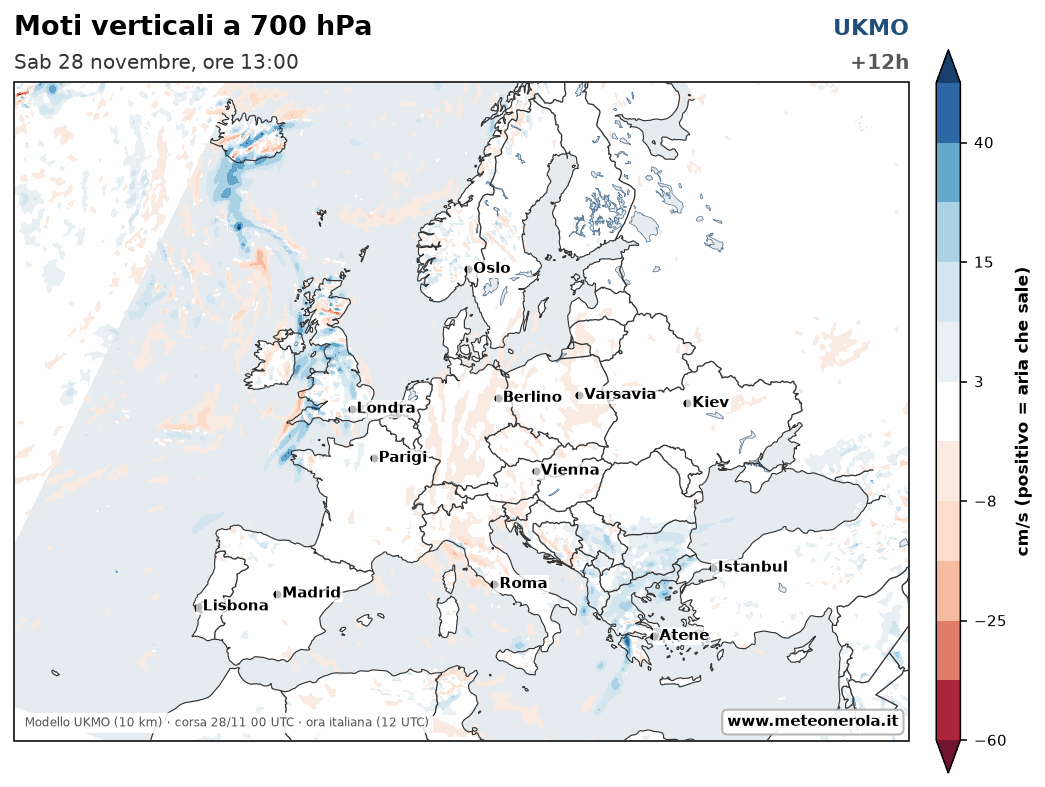 Moti verticali a 700 hPa
UKMO
Sab 28 novembre, ore 13:00
+12h
40
15
3
−8
−25
−60
cm/s (positivo = aria che sale)
Oslo
Berlino
Varsavia
Kiev
Londra
Parigi
Vienna
Istanbul
Roma
Madrid
Lisbona
Atene
Modello UKMO (10 km) · corsa 28/11 00 UTC · ora italiana (12 UTC)
www.meteonerola.it